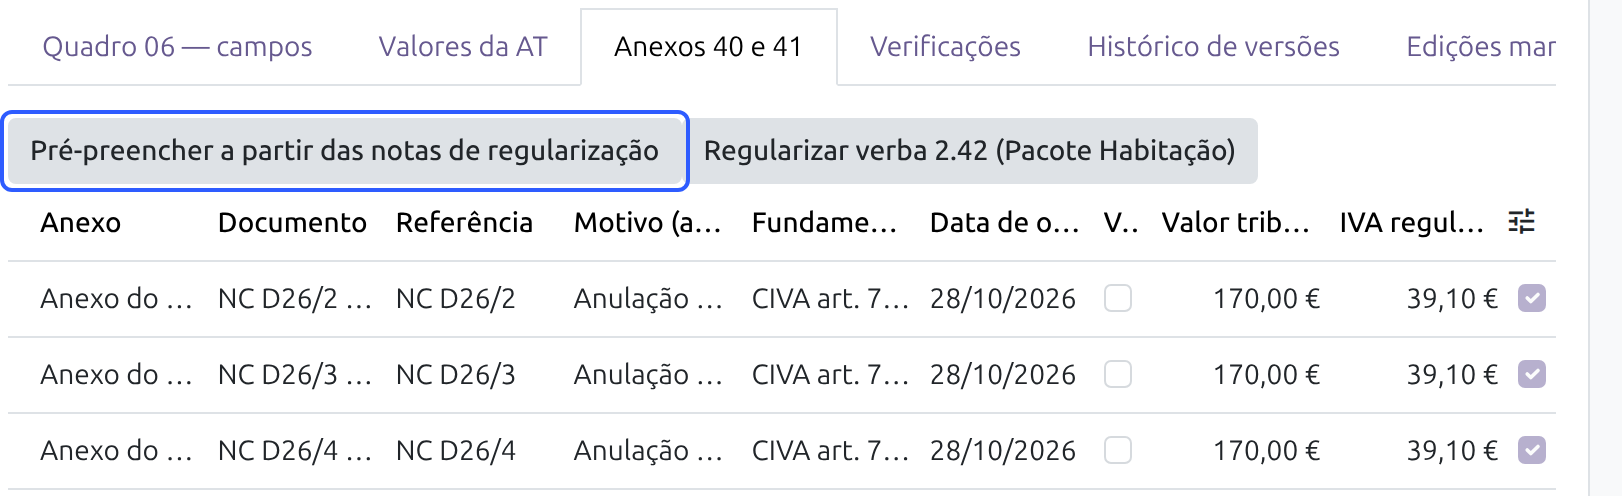 Quadro 06 — campos Valores da AT Anexos 40 e 41 Verificações Histórico de versões Edições mar
Pré-preencher a partir das notas de regularização Regularizar verba 2.42 (Pacote Habitação)
Anexo Documento Referência Motivo (a... Fundame... Data de o... V.. Valor trib... IVA regul...
Anexo do ... NC D26/2 ... NC D26/2 Anulação ... CIVA art. 7... 28/10/2026 170,00 € 39,10 €
Anexo do ... NC D26/3 ... NC D26/3 Anulação ... CIVA art. 7... 28/10/2026 170,00 € 39,10 €
Anexo do ... NC D26/4 ... NC D26/4 Anulação ... CIVA art. 7... 28/10/2026 170,00 € 39,10 €